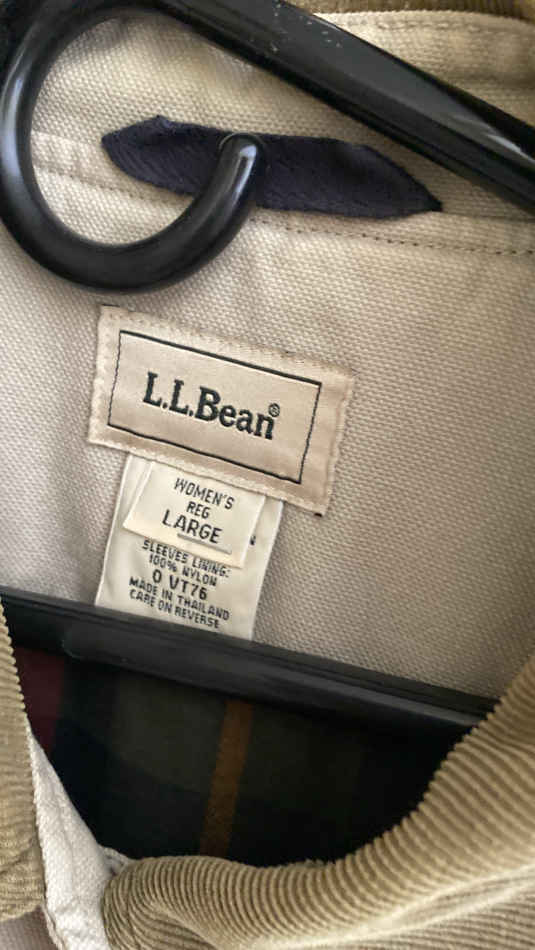 L.L.Bean®
WOMEN'S
REG
LARGE
SLEEVES LINING:
100% NYLON
0 VT76
MADE IN THAILAND
CARE ON REVERSE